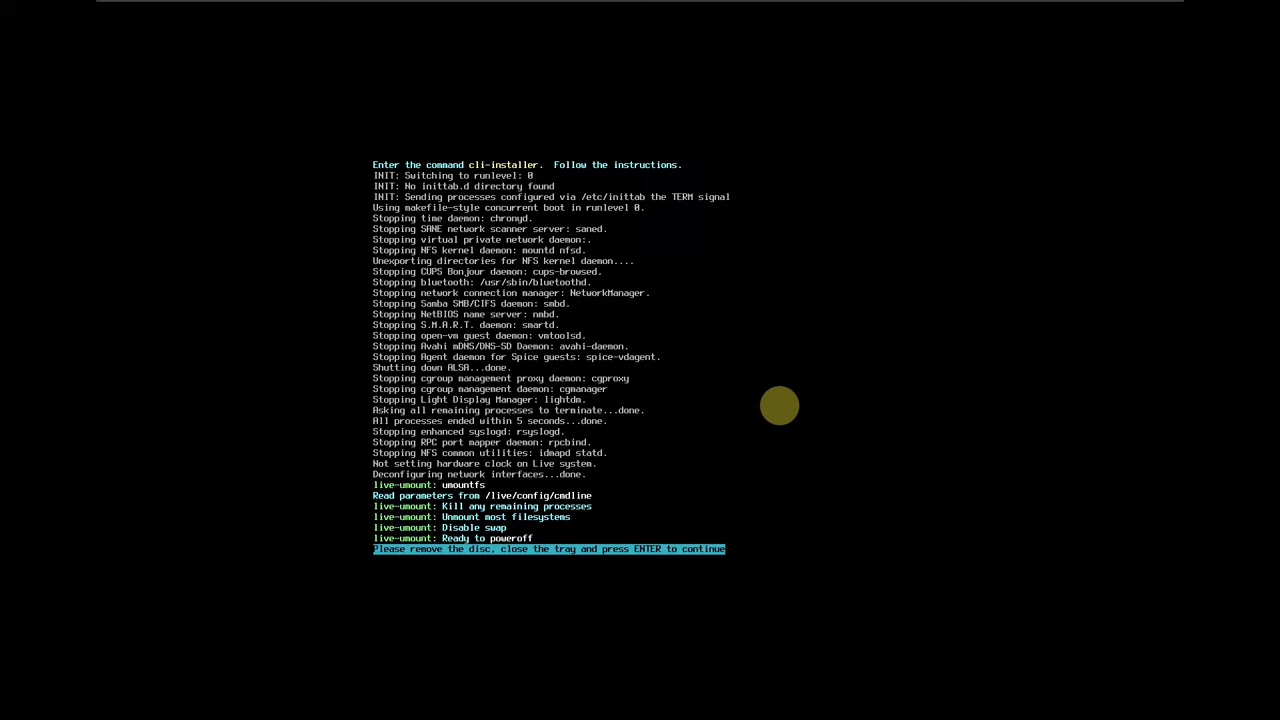 Enter the command cli-installer.  Follow the instructions.
INIT: Switching to runlevel: 0
INIT: No inittab.d directory found
INIT: Sending processes configured via /etc/inittab the TERM signal
Using makefile-style concurrent boot in runlevel 0.
Stopping time daemon: chronyd.
Stopping SANE network scanner server: saned.
Stopping virtual private network daemon:.
Stopping NFS kernel daemon: mountd nfsd.
Unexporting directories for NFS kernel daemon....
Stopping CUPS Bonjour daemon: cups-browsed.
Stopping bluetooth: /usr/sbin/bluetoothd.
Stopping network connection manager: NetworkManager.
Stopping Samba SMB/CIFS daemon: smbd.
Stopping NetBIOS name server: nmbd.
Stopping S.M.A.R.T. daemon: smartd.
Stopping open-vm guest daemon: vmtoolsd.
Stopping Avahi mDNS/DNS-SD Daemon: avahi-daemon.
Stopping Agent daemon for Spice guests: spice-vdagent.
Shutting down ALSA...done.
Stopping cgroup management proxy daemon: cgproxy
Stopping cgroup management daemon: cgmanager
Stopping Light Display Manager: lightdm.
Asking all remaining processes to terminate...done.
All processes ended within 5 seconds...done.
Stopping enhanced syslogd: rsyslogd.
Stopping RPC port mapper daemon: rpcbind.
Stopping NFS common utilities: idmapd statd.
Not setting hardware clock on Live system.
Deconfiguring network interfaces...done.
live-umount: umountfs
Read parameters from /live/config/cmdline
live-umount: Kill any remaining processes
live-umount: Unmount most filesystems
live-umount: Disable swap
live-umount: Ready to poweroff
Please remove the disc, close the tray and press ENTER to continue